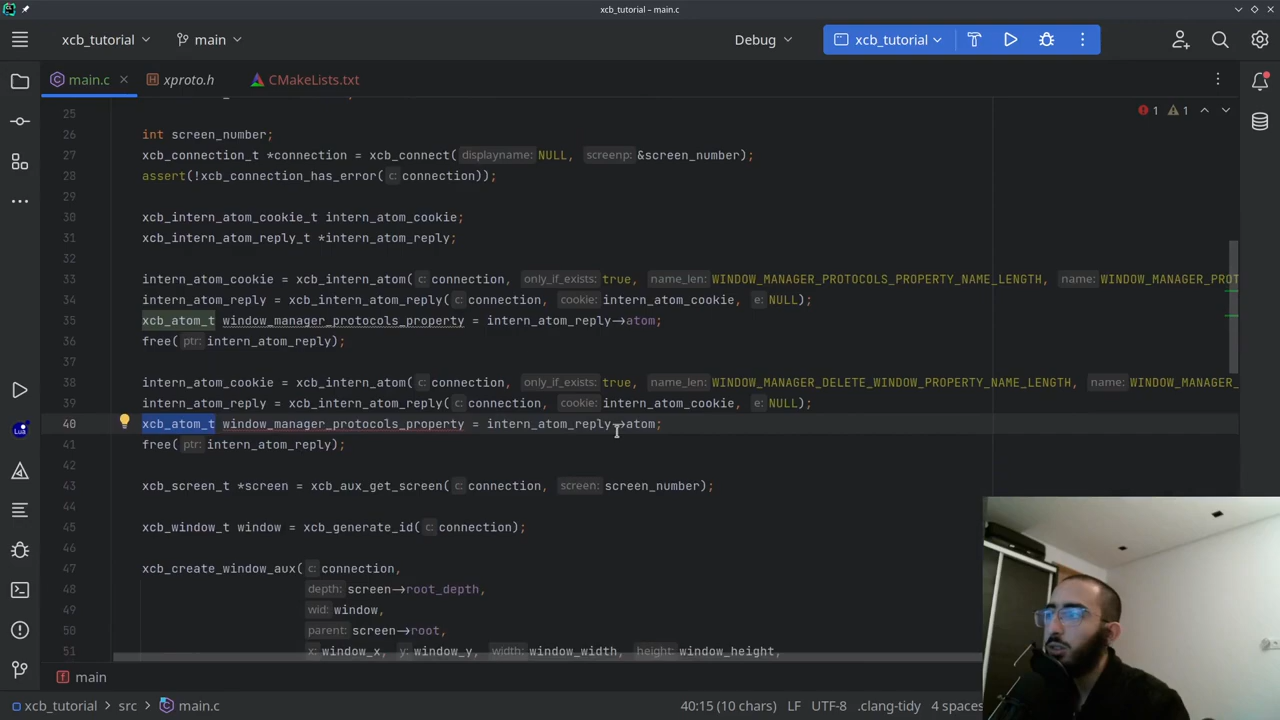 xcb_tutorial – main.c
xcb_tutorial
main
Debug
xcb_tutorial
main.c
xproto.h
CMakeLists.txt
1 1
25
26 int screen_number;
27 xcb_connection_t *connection = xcb_connect( displayname: NULL, screenp: &screen_number);
28 assert(!xcb_connection_has_error( c: connection));
29
30 xcb_intern_atom_cookie_t intern_atom_cookie;
31 xcb_intern_atom_reply_t *intern_atom_reply;
32
33 intern_atom_cookie = xcb_intern_atom( c: connection, only_if_exists: true, name_len: WINDOW_MANAGER_PROTOCOLS_PROPERTY_NAME_LENGTH, name: WINDOW_MANAGER_PROT
34 intern_atom_reply = xcb_intern_atom_reply( c: connection, cookie: intern_atom_cookie, e: NULL);
35 xcb_atom_t window_manager_protocols_property = intern_atom_reply→atom;
36 free( ptr: intern_atom_reply);
37
38 intern_atom_cookie = xcb_intern_atom( c: connection, only_if_exists: true, name_len: WINDOW_MANAGER_DELETE_WINDOW_PROPERTY_NAME_LENGTH, name: WINDOW_MANAGER_
39 intern_atom_reply = xcb_intern_atom_reply( c: connection, cookie: intern_atom_cookie, e: NULL);
40 xcb_atom_t window_manager_protocols_property = intern_atom_reply→atom;
41 free( ptr: intern_atom_reply);
42
43 xcb_screen_t *screen = xcb_aux_get_screen( c: connection, screen: screen_number);
44
45 xcb_window_t window = xcb_generate_id( c: connection);
46
47 xcb_create_window_aux( c: connection,
48 depth: screen→root_depth,
49 wid: window,
50 parent: screen→root,
51 x: window_x, y: window_y, width: window_width, height: window_height,
Lua
main
xcb_tutorial
src
main.c
40:15 (10 chars)
LF
UTF-8
.clang-tidy
4 spaces